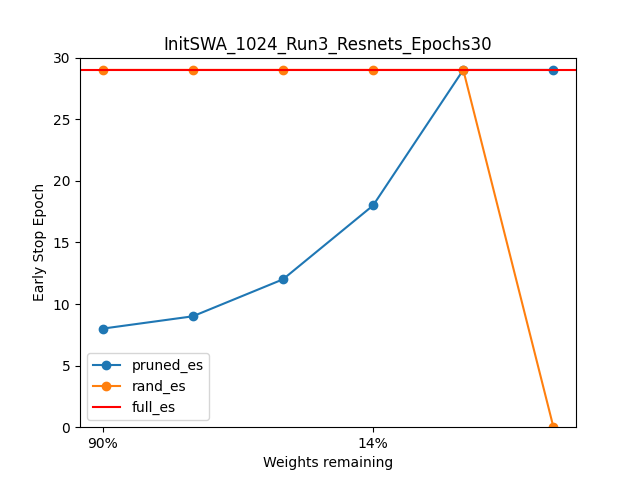 InitSWA_1024_Run3_Resnets_Epochs30
Early Stop Epoch
30
25
20
15
10
5
0
pruned_es
rand_es
full_es
90%
14%
Weights remaining